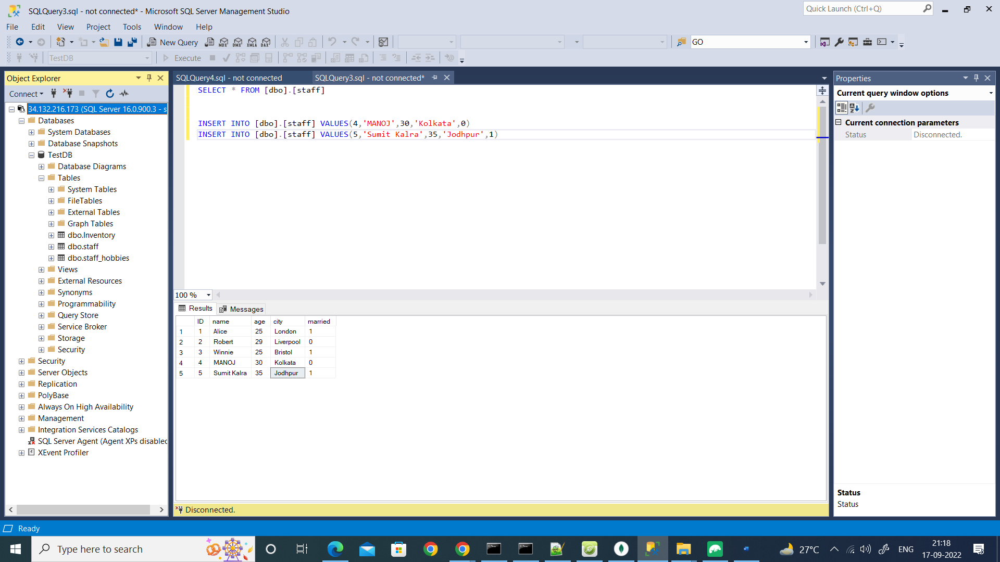 SQLQuery3.sql - not connected* - Microsoft SQL Server Management Studio
Quick Launch (Ctrl+Q)
File Edit View Project Tools Window Help
New Query MDX DMX XMLA DAX GO
TestDB Execute
Object Explorer
Connect
34.132.216.173 (SQL Server 16.0.900.3 - s
Databases
System Databases
Database Snapshots
TestDB
Database Diagrams
Tables
System Tables
FileTables
External Tables
Graph Tables
dbo.Inventory
dbo.staff
dbo.staff_hobbies
Views
External Resources
Synonyms
Programmability
Query Store
Service Broker
Storage
Security
Security
Server Objects
Replication
PolyBase
Always On High Availability
Management
Integration Services Catalogs
SQL Server Agent (Agent XPs disabled
XEvent Profiler
SQLQuery4.sql - not connected SQLQuery3.sql - not connected*
SELECT * FROM [dbo].[staff]
INSERT INTO [dbo].[staff] VALUES(4,'MANOJ',30,'Kolkata',0)
INSERT INTO [dbo].[staff] VALUES(5,'Sumit Kalra',35,'Jodhpur',1)
100 %
Results Messages
ID name age city married
1 1 Alice 25 London 1
2 2 Robert 29 Liverpool 0
3 3 Winnie 25 Bristol 1
4 4 MANOJ 30 Kolkata 0
5 5 Sumit Kalra 35 Jodhpur 1
Disconnected.
Properties
Current query window options
Current connection parameters
Status Disconnected.
Status
Status
Ready
Type here to search
27°C ENG 21:18
17-09-2022